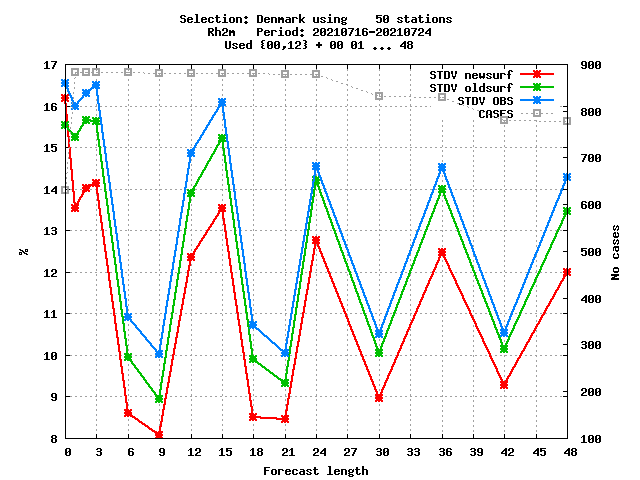 Selection: Denmark using    50 stations
Rh2m   Period: 20210716-20210724
Used {00,12} + 00 01 ... 48
17
16
15
14
13
12
11
10
9
8
%
STDV newsurf
STDV oldsurf
STDV OBS
CASES
900
800
700
600
500
400
300
200
100
No cases
0 3 6 9 12 15 18 21 24 27 30 33 36 39 42 45 48
Forecast length